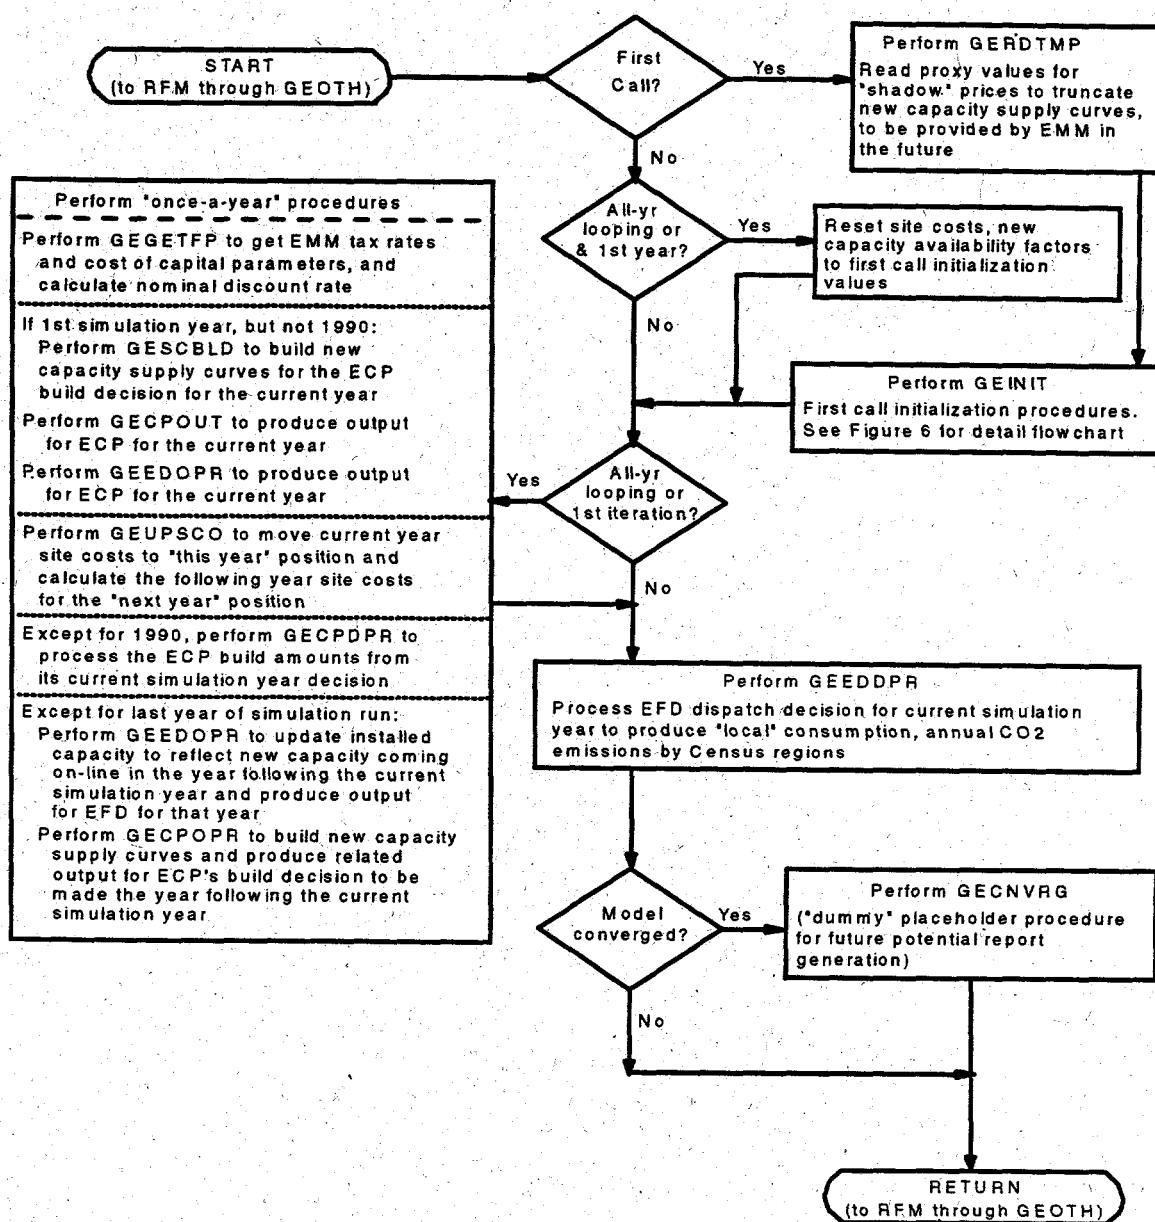 START
(to RFM through GEOTH)
First
Call?
Yes
Perform GERDTMP
Read proxy values for
"shadow" prices to truncate
new capacity supply curves,
to be provided by EMM in
the future
No
All-yr
looping or
& 1st year?
Yes
Reset site costs, new
capacity availability factors
to first call initialization
values
No
Perform GEINIT
First call initialization procedures.
See Figure 6 for detail flowchart
All-yr
looping or
1st iteration?
Yes
No
Perform "once-a-year" procedures
Perform GEGETFP to get EMM tax rates
and cost of capital parameters, and
calculate nominal discount rate
If 1st simulation year, but not 1990:
Perform GESCBLD to build new
capacity supply curves for the ECP
build decision for the current year
Perform GECPOUT to produce output
for ECP for the current year
Perform GEEDOPR to produce output
for ECP for the current year
Perform GEUPSCO to move current year
site costs to "this year" position and
calculate the following year site costs
for the "next year" position
Except for 1990, perform GECPDPR to
process the ECP build amounts from
its current simulation year decision
Except for last year of simulation run:
Perform GEEDOPR to update installed
capacity to reflect new capacity coming
on-line in the year following the current
simulation year and produce output
for EFD for that year
Perform GECPOPR to build new capacity
supply curves and produce related
output for ECP's build decision to be
made the year following the current
simulation year
Perform GEEDDPR
Process EFD dispatch decision for current simulation
year to produce "local" consumption, annual CO2
emissions by Census regions
Model
converged?
Yes
Perform GECNVRG
("dummy" placeholder procedure
for future potential report
generation)
No
RETURN
(to RFM through GEOTH)